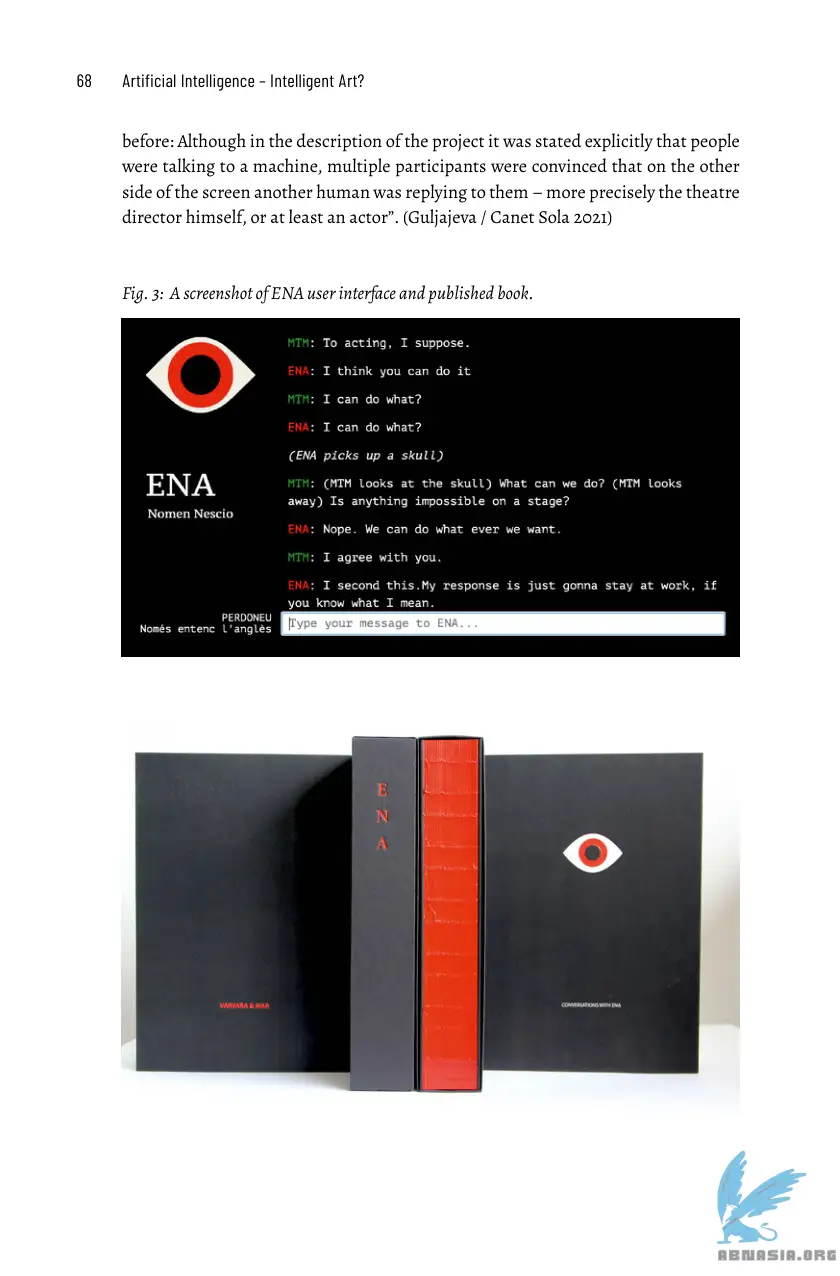 68 Artificial Intelligence – Intelligent Art?
before: Although in the description of the project it was stated explicitly that people
were talking to a machine, multiple participants were convinced that on the other
side of the screen another human was replying to them – more precisely the theatre
director himself, or at least an actor”. (Guljajeva / Canet Sola 2021)
Fig. 3: A screenshot of ENA user interface and published book.
MTM: To acting, I suppose.
ENA: I think you can do it
MTM: I can do what?
ENA: I can do what?
(ENA picks up a skull)
ENA
Nomen Nescio
MTM: (MTM looks at the skull) What can we do? (MTM looks
away) Is anything impossible on a stage?
ENA: Nope. We can do what ever we want.
MTM: I agree with you.
ENA: I second this.My response is just gonna stay at work, if
you know what I mean.
PERDONEU
Només entenc l'anglès
Type your message to ENA...
E
N
A
VARVARA & MAR
CONVERSATIONS WITH ENA
ABNASIA.ORG